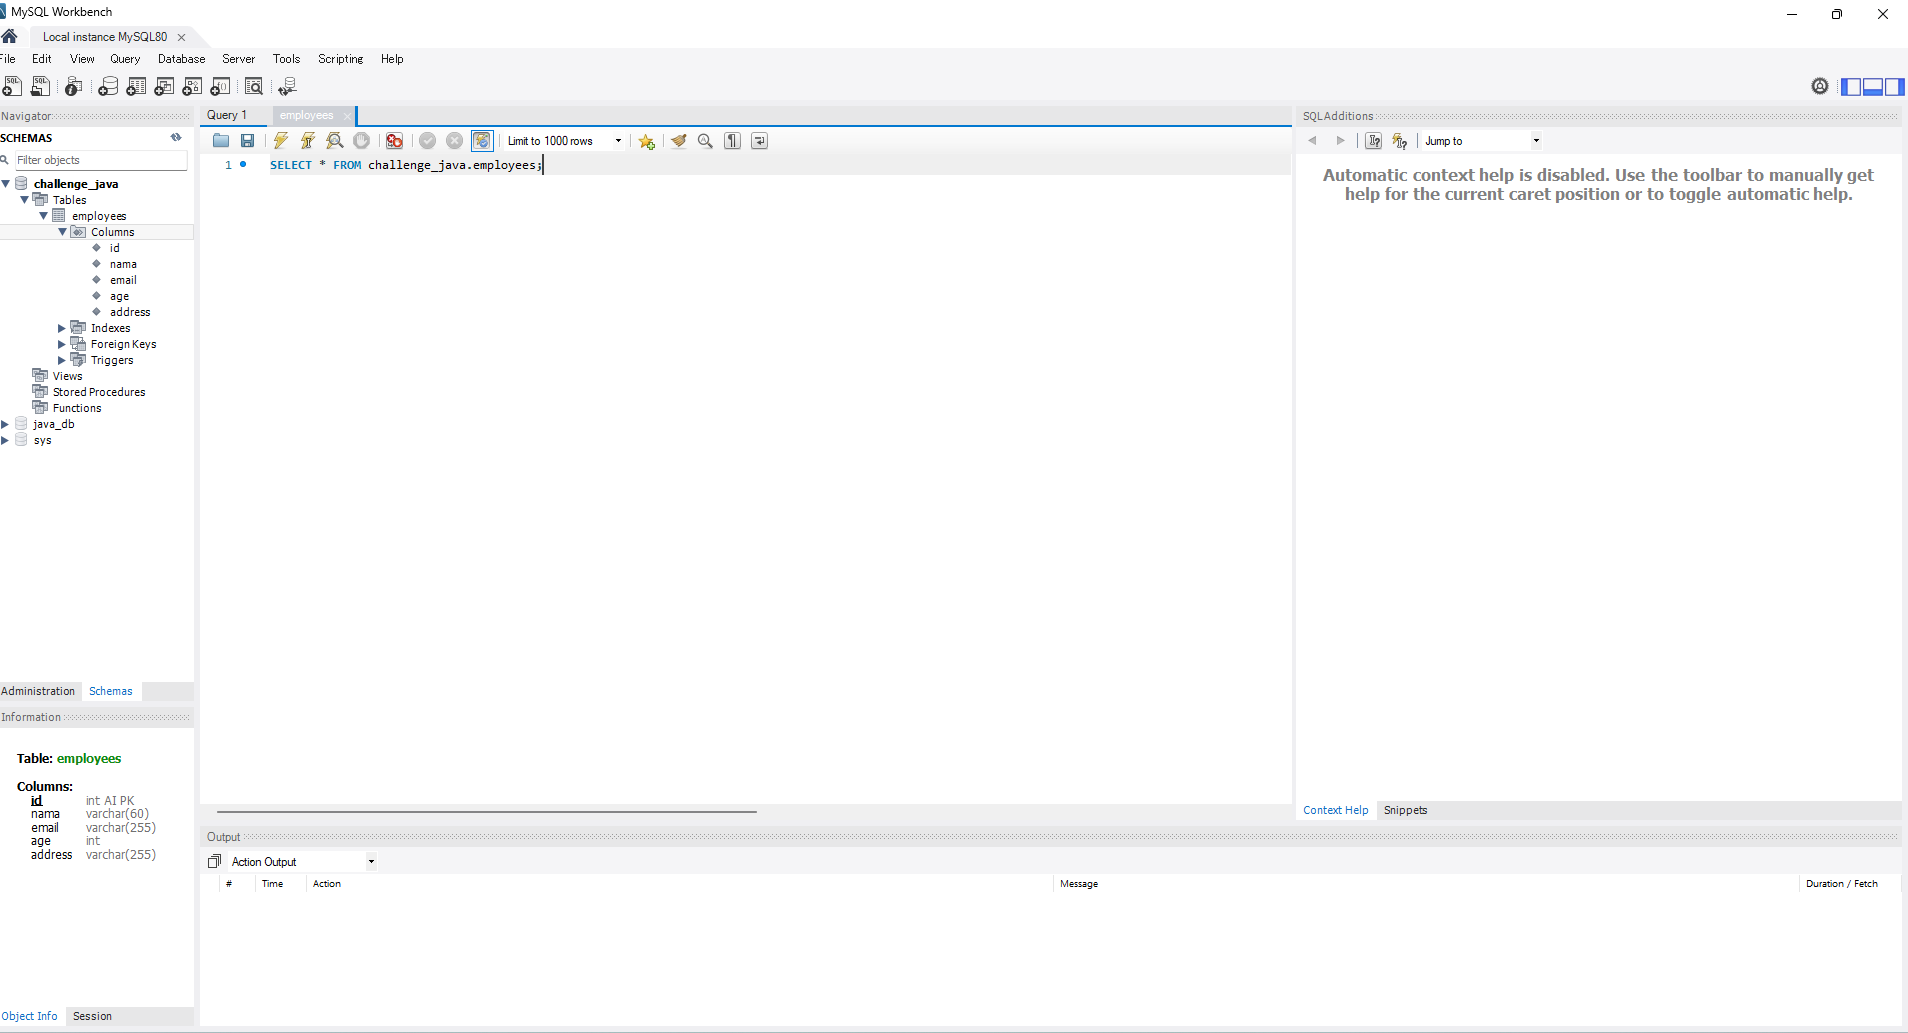 MySQL Workbench
Local instance MySQL80
File Edit View Query Database Server Tools Scripting Help
Navigator
SCHEMAS
Filter objects
challenge_java
Tables
employees
Columns
id
nama
email
age
address
Indexes
Foreign Keys
Triggers
Views
Stored Procedures
Functions
java_db
sys
Administration Schemas
Information
Table: employees
Columns:
id int AI PK
nama varchar(60)
email varchar(255)
age int
address varchar(255)
Object Info Session
Query 1 employees
Limit to 1000 rows
1 SELECT * FROM challenge_java.employees;
SQLAdditions
Jump to
Automatic context help is disabled. Use the toolbar to manually get
help for the current caret position or to toggle automatic help.
Context Help Snippets
Output
Action Output
# Time Action Message Duration / Fetch